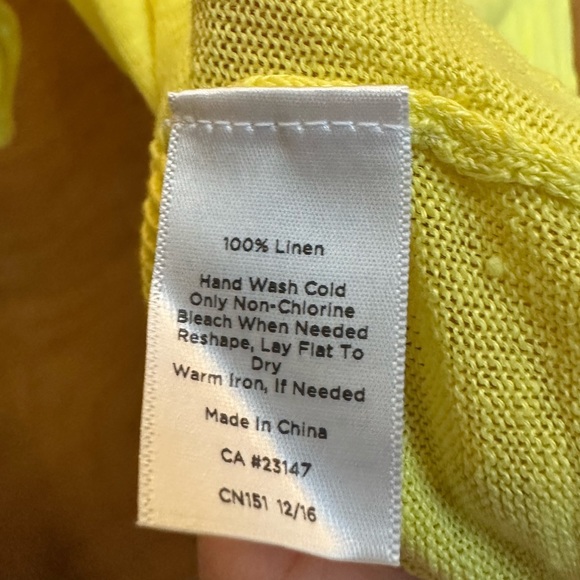 100% Linen
Hand Wash Cold
Only Non-Chlorine
Bleach When Needed
Reshape, Lay Flat To
Dry
Warm Iron, If Needed
Made In China
CA #23147
CN151 12/16